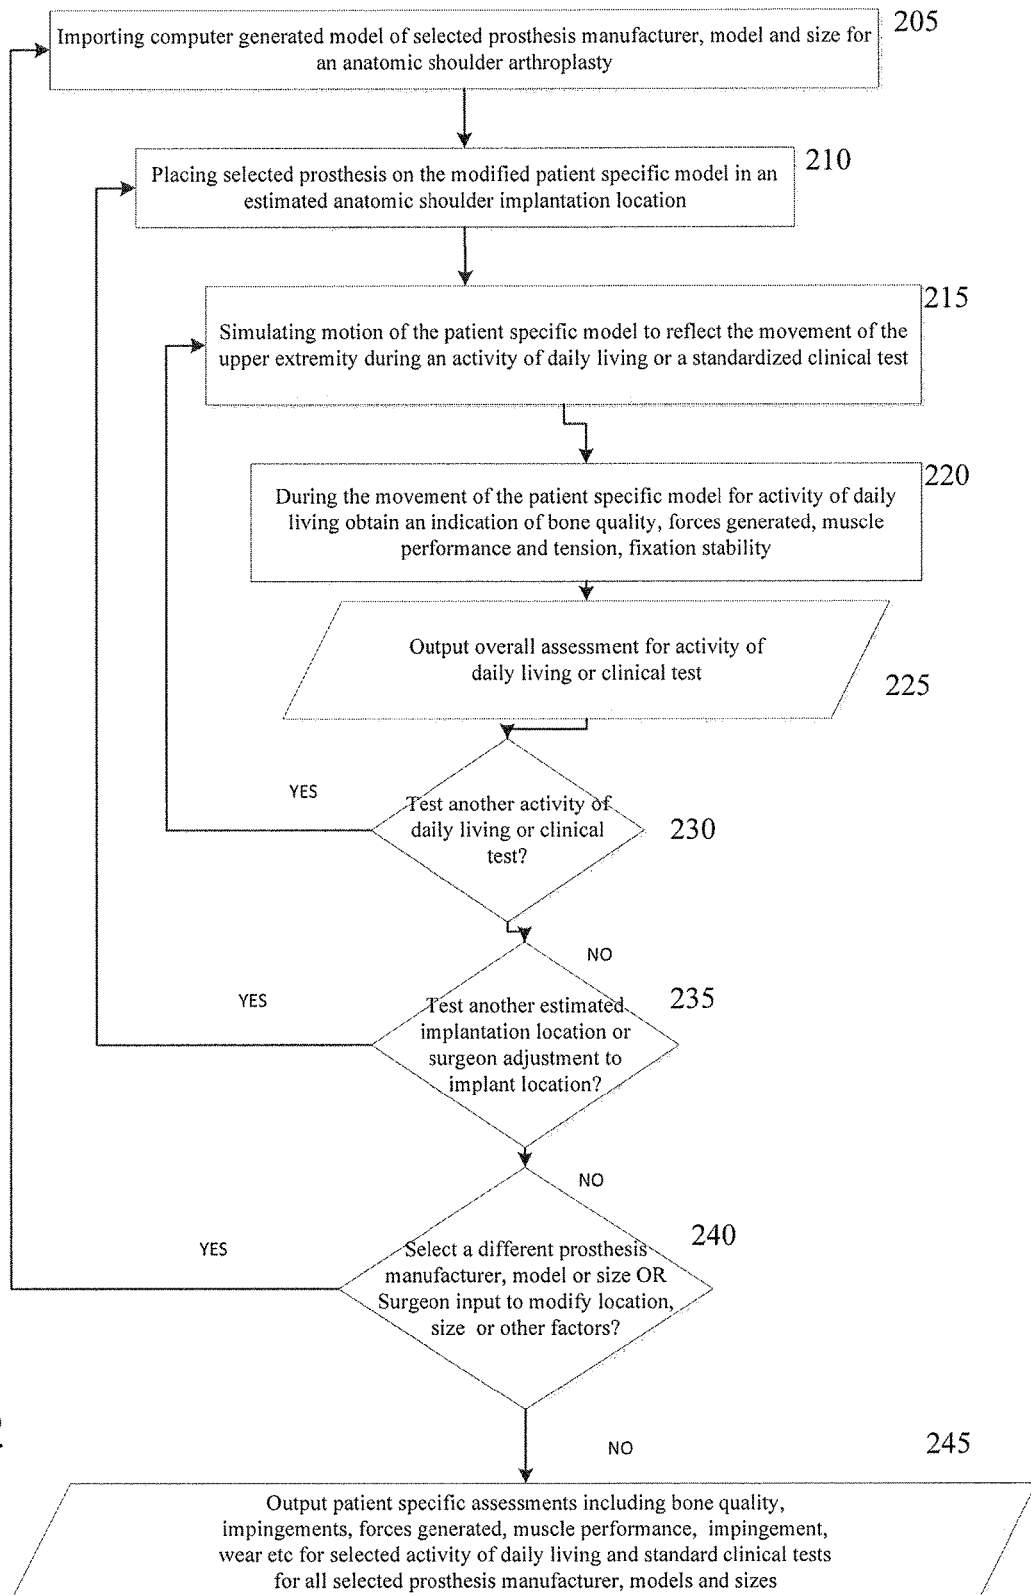 Importing computer generated model of selected prosthesis manufacturer, model and size for
an anatomic shoulder arthroplasty
205
Placing selected prosthesis on the modified patient specific model in an
estimated anatomic shoulder implantation location
210
Simulating motion of the patient specific model to reflect the movement of the
upper extremity during an activity of daily living or a standardized clinical test
215
During the movement of the patient specific model for activity of daily
living obtain an indication of bone quality, forces generated, muscle
performance and tension, fixation stability
220
Output overall assessment for activity of
daily living or clinical test
225
YES
Test another activity of
daily living or clinical
test?
230
NO
YES
Test another estimated
implantation location or
surgeon adjustment to
implant location?
235
NO
YES
Select a different prosthesis
manufacturer, model or size OR
Surgeon input to modify location,
size or other factors?
240
NO
245
Output patient specific assessments including bone quality,
impingements, forces generated, muscle performance, impingement,
wear etc for selected activity of daily living and standard clinical tests
for all selected prosthesis manufacturer, models and sizes